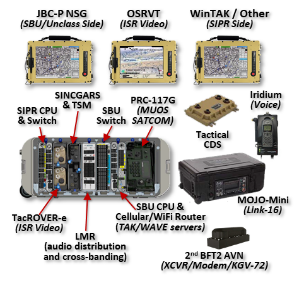 JBC-P NSG
(SBU/Unclass Side)
OSRVT
(ISR Video)
WinTAK / Other
(SIPR Side)
SINCGARS
& TSM
SIPR CPU
& Switch
SBU
Switch
PRC-117G
(MUOS
SATCOM)
Iridium
(Voice)
Tactical
CDS
MOJO-Mini
(Link-16)
TacROVER-e
(ISR Video)
LMR
(audio distribution
and cross-banding)
SBU CPU &
Cellular/WiFi Router
(TAK/WAVE servers)
2nd BFT2 AVN
(XCVR/Modem/KGV-72)